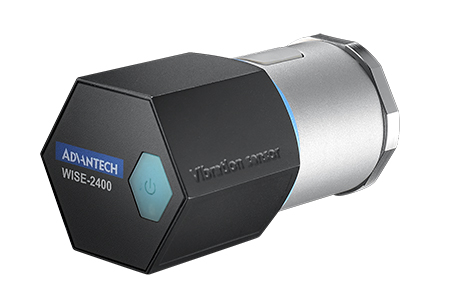 ADVANTECH
WISE-2400
Vibration sensor